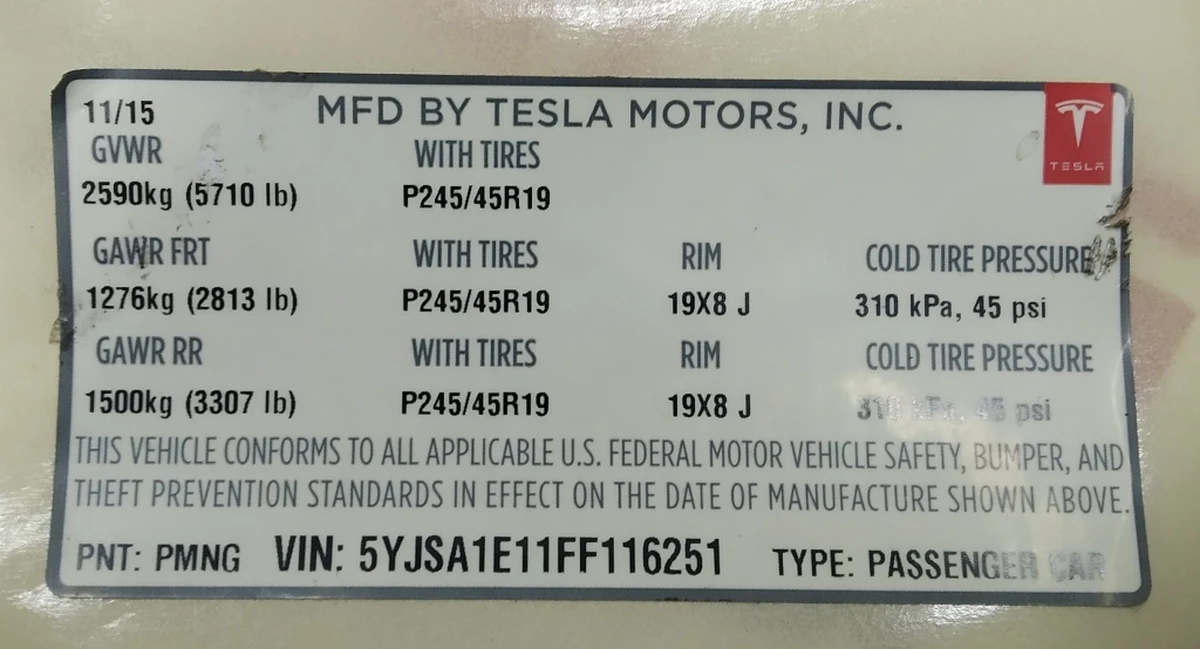 11/15 MFD BY TESLA MOTORS, INC.
TESLA
GVWR WITH TIRES
2590kg (5710 lb) P245/45R19
GAWR FRT WITH TIRES RIM COLD TIRE PRESSURE
1276kg (2813 lb) P245/45R19 19X8 J 310 kPa, 45 psi
GAWR RR WITH TIRES RIM COLD TIRE PRESSURE
1500kg (3307 lb) P245/45R19 19X8 J 310 kPa, 45 psi
THIS VEHICLE CONFORMS TO ALL APPLICABLE U.S. FEDERAL MOTOR VEHICLE SAFETY, BUMPER, AND
THEFT PREVENTION STANDARDS IN EFFECT ON THE DATE OF MANUFACTURE SHOWN ABOVE.
PNT: PMNG VIN: 5YJSA1E11FF116251 TYPE: PASSENGER CAR